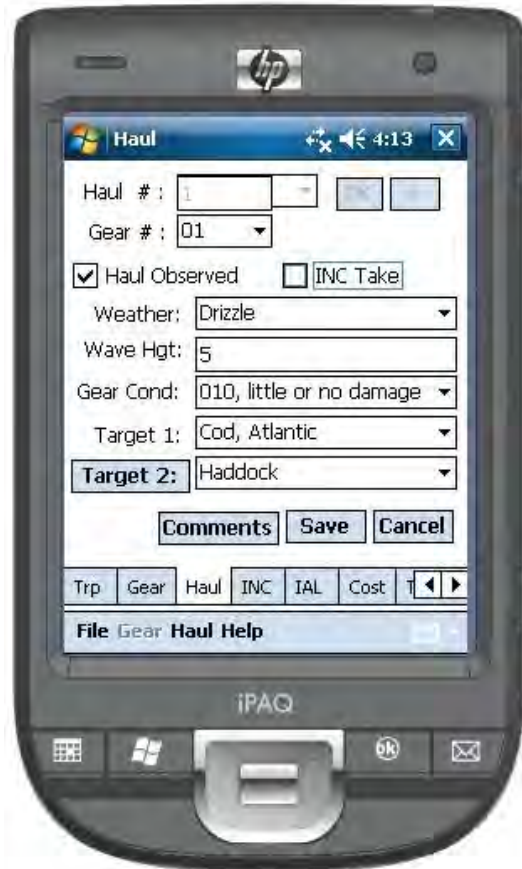 hp
Haul 4:13
Haul # : 1
Gear # : 01
Haul Observed INC Take
Weather: Drizzle
Wave Hgt: 5
Gear Cond: 010, little or no damage
Target 1: Cod, Atlantic
Target 2: Haddock
Comments Save Cancel
Trp Gear Haul INC IAL Cost T
File Gear Haul Help
iPAQ
ok